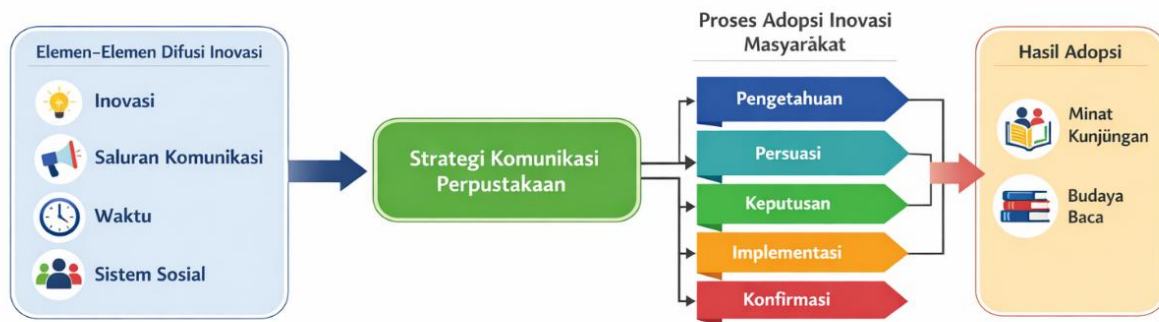 Elemen-Elemen Difusi Inovasi
Inovasi
Saluran Komunikasi
Waktu
Sistem Sosial
Strategi Komunikasi
Perpustakaan
Proses Adopsi Inovasi
Masyarakat
Pengetahuan
Persuasi
Keputusan
Implementasi
Konfirmasi
Hasil Adopsi
Minat
Kunjüngan
Budaya
Baca